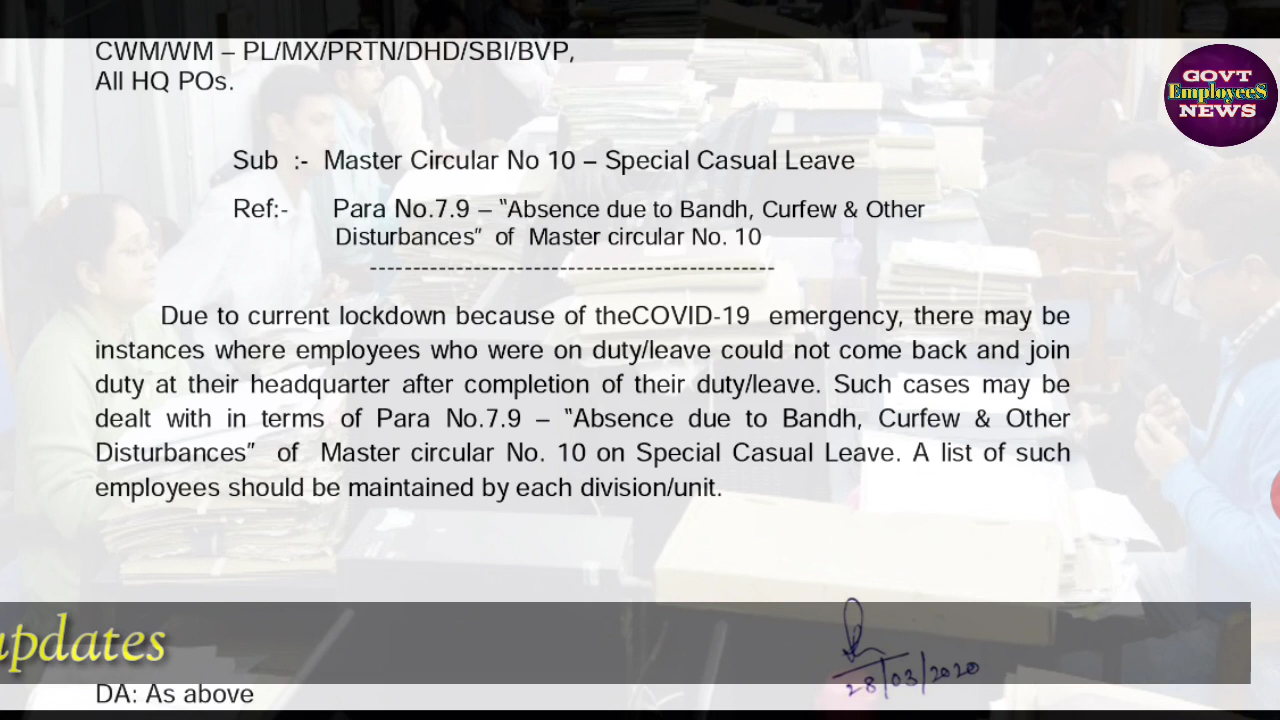 CWM/WM – PL/MX/PRTN/DHD/SBI/BVP,
All HQ POs.
GOVT
EmployeeS
NEWS
Sub :- Master Circular No 10 – Special Casual Leave
Ref:- Para No.7.9 – "Absence due to Bandh, Curfew & Other
Disturbances" of Master circular No. 10
----------------------------------------------
Due to current lockdown because of theCOVID-19 emergency, there may be
instances where employees who were on duty/leave could not come back and join
duty at their headquarter after completion of their duty/leave. Such cases may be
dealt with in terms of Para No.7.9 – "Absence due to Bandh, Curfew & Other
Disturbances" of Master circular No. 10 on Special Casual Leave. A list of such
employees should be maintained by each division/unit.
updates
28/03/2020
DA: As above